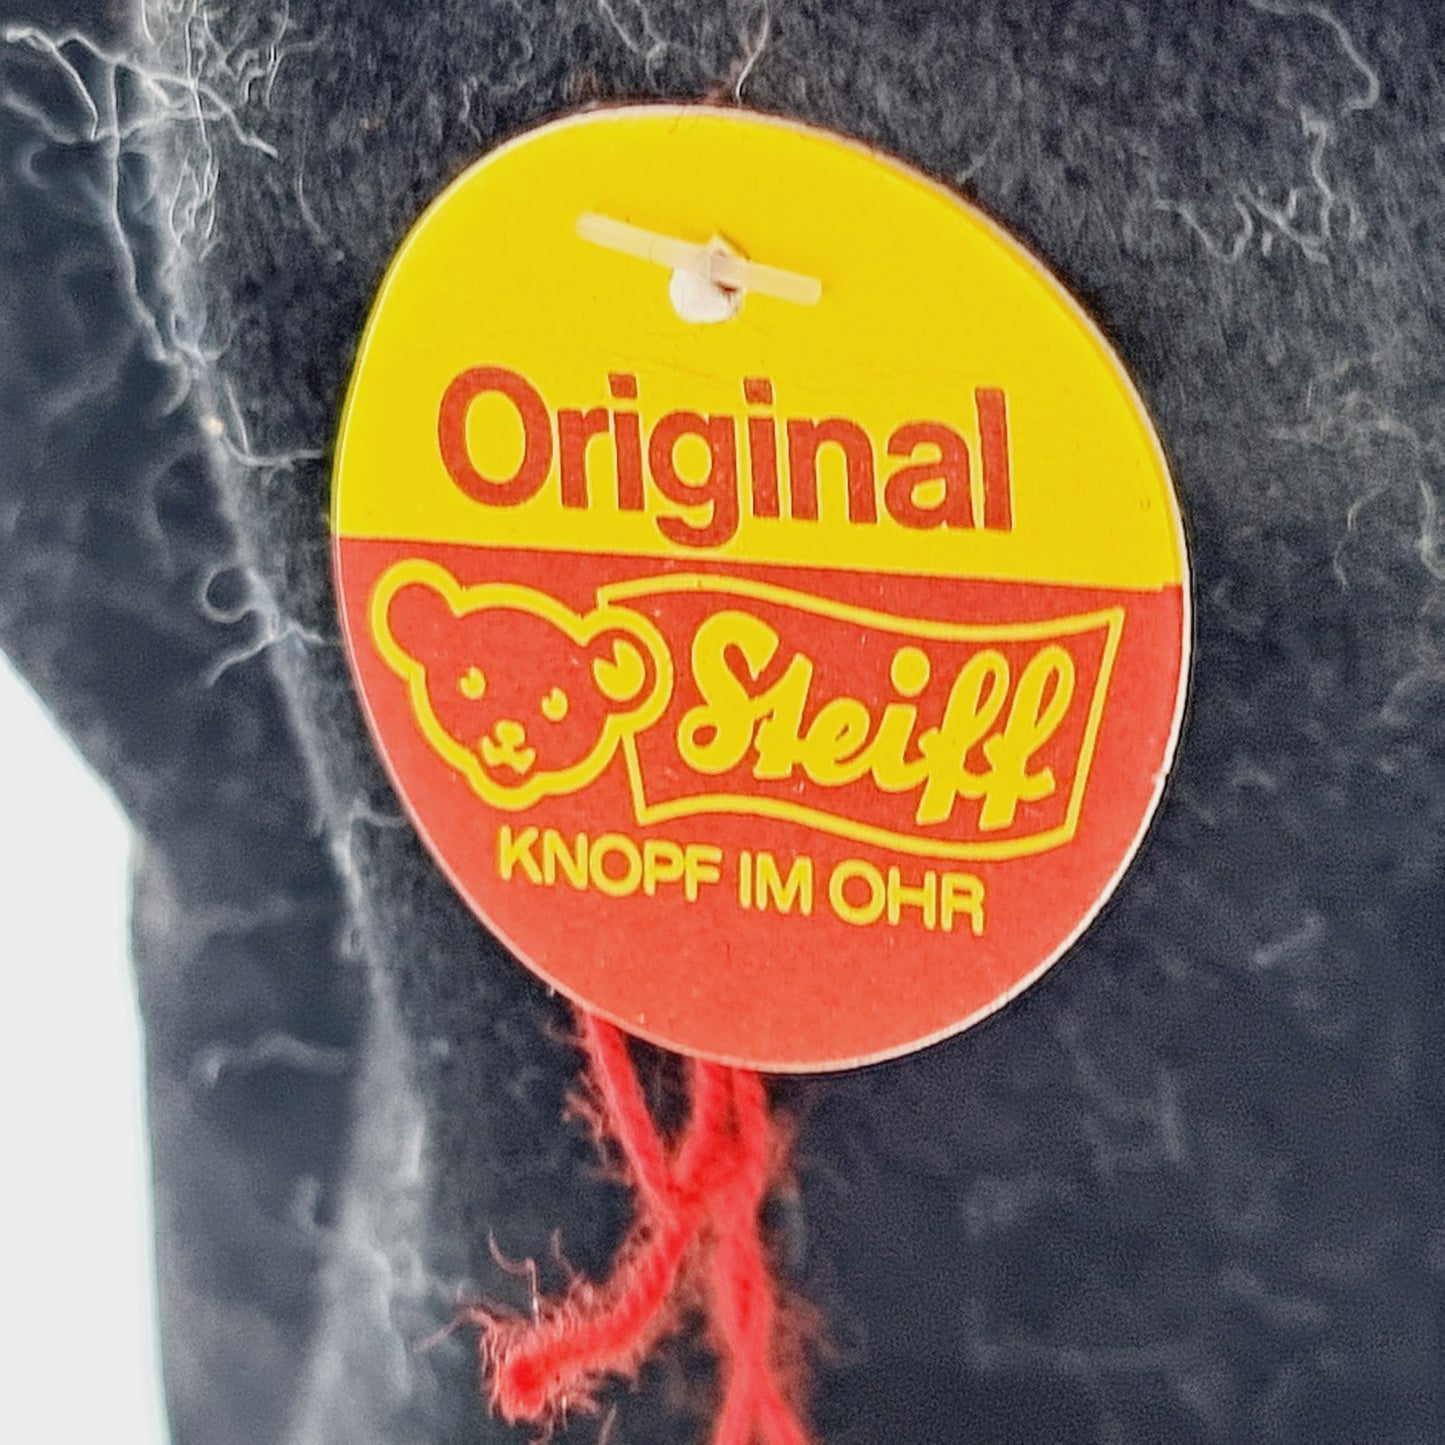 Original
Steiff
KNOPF IM OHR